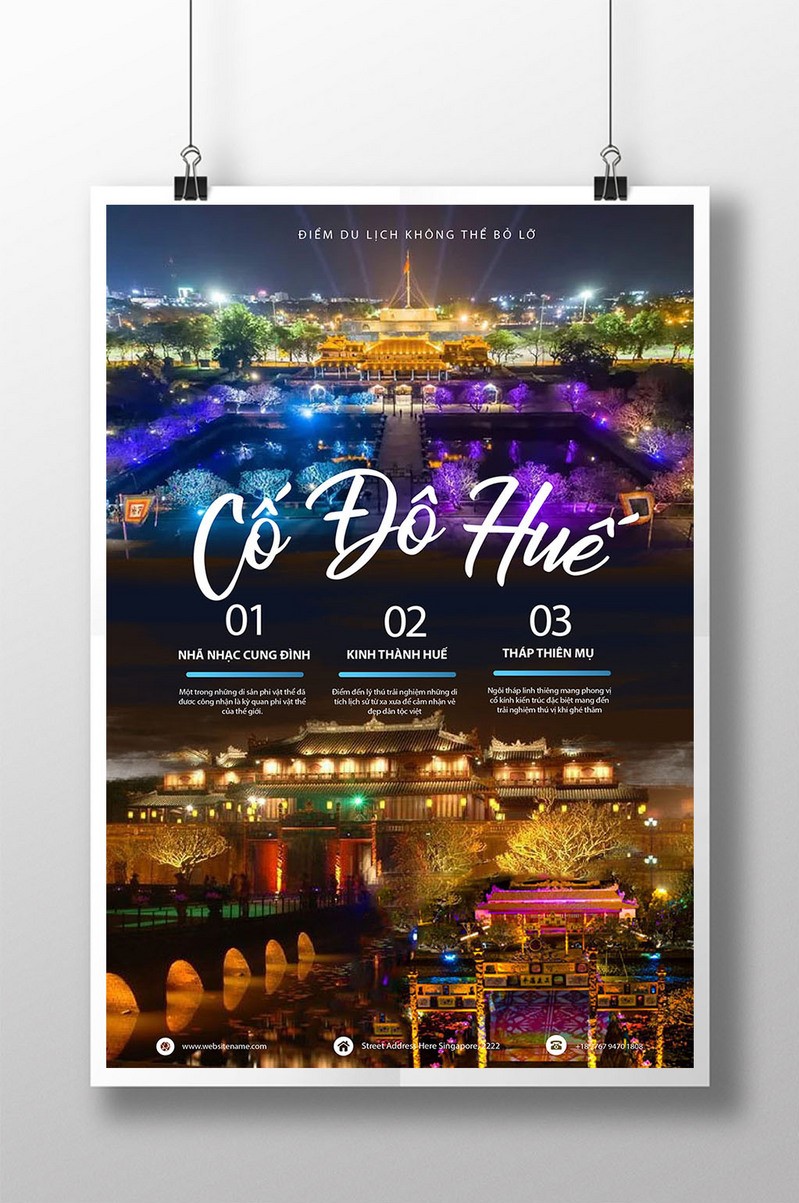 ĐIỂM DU LỊCH KHÔNG THỂ BỎ LỠ
Cố Đô Huế
01
NHÃ NHẠC CUNG ĐÌNH
Một trong những di sản phi vật thể đã
được công nhận là kỳ quan phi vật thể
của thế giới.
02
KINH THÀNH HUẾ
Điểm đến lý thú trải nghiệm những di
tích lịch sử từ xa xưa để cảm nhận vẻ
đẹp dân tộc việt
03
THÁP THIÊN MỤ
Ngôi tháp linh thiêng mang phong vị
cổ kính kiến trúc đặc biệt mang đến
trải nghiệm thú vị khi ghé thăm
www.websitename.com
Street Address Here Singapore, 2222